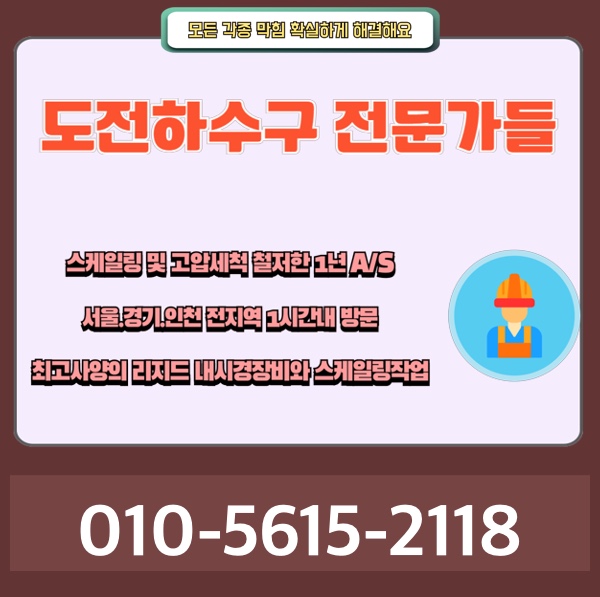 모든 각종 막힘 확실하게 해결해요
도전하수구 전문가들
스케일링 및 고압세척 철저한 1년 A/S
서울.경기.인천 전지역 1시간내 방문
최고사양의 리지드 내시경장비와 스케일링작업
010-5615-2118